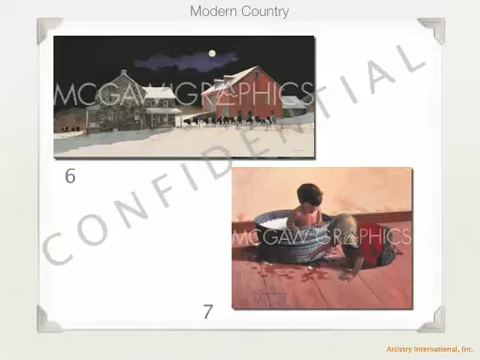 Modern Country
MCGAW GRAPHICS
6
CONFIDENTIAL
MCGAW GRAPHICS
7
Artistry International, Inc.